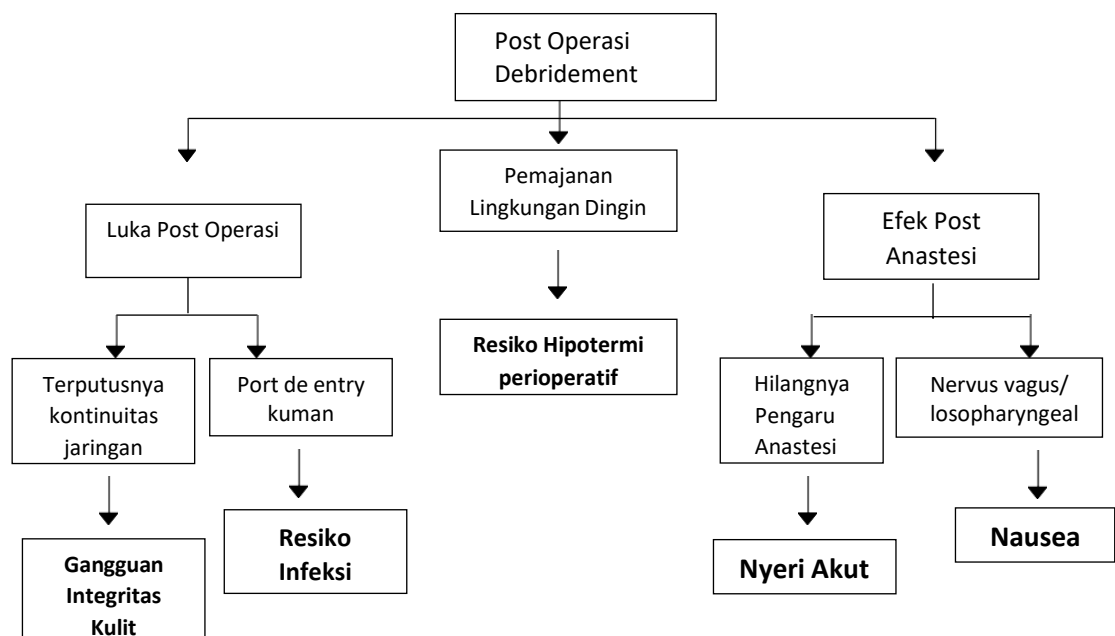 Post Operasi
Debridement
Pemajanan
Lingkungan Dingin
Luka Post Operasi
Efek Post
Anastesi
Terputusnya
kontinuitas
jaringan
Port de entry
kuman
Resiko Hipotermi
perioperatif
Hilangnya
Pengaru
Anastesi
Nervus vagus/
losopharyngeal
Gangguan
Integritas
Kulit
Resiko
Infeksi
Nyeri Akut
Nausea